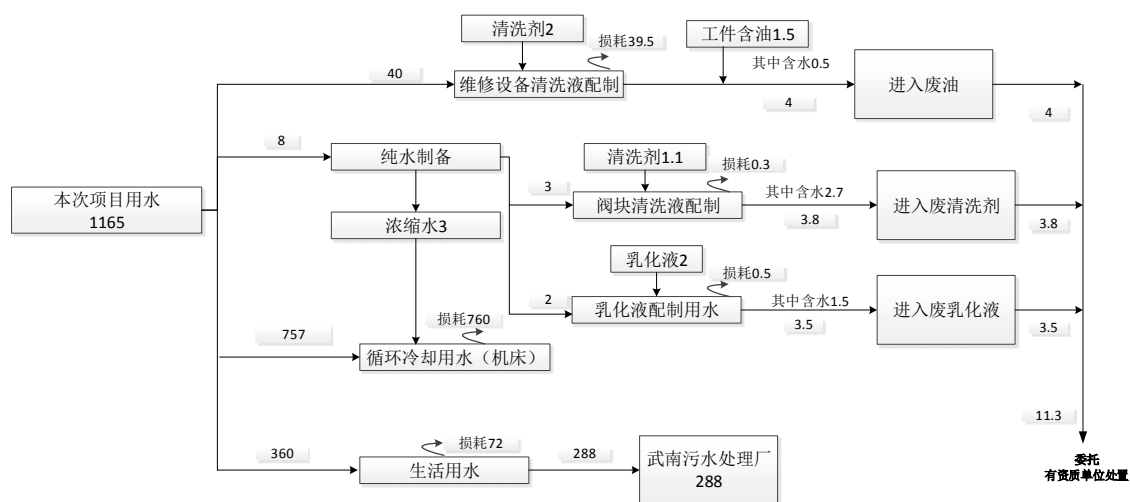 清洗剂2
损耗39.5
工件含油1.5
40
维修设备清洗液配制
其中含水0.5
4
进入废油
4
8
纯水制备
清洗剂1.1
损耗0.3
本次项目用水
1165
3
阀块清洗液配制
其中含水2.7
3.8
进入废清洗剂
3.8
浓缩水3
乳化液2
损耗0.5
2
乳化液配制用水
其中含水1.5
3.5
进入废乳化液
3.5
757
损耗760
循环冷却用水（机床）
11.3
360
损耗72
生活用水
288
武南污水处理厂
288
委托
有资质单位处置